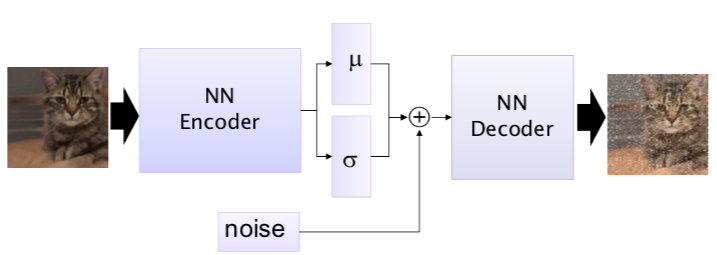 NN
Encoder
μ
σ
noise
NN
Decoder